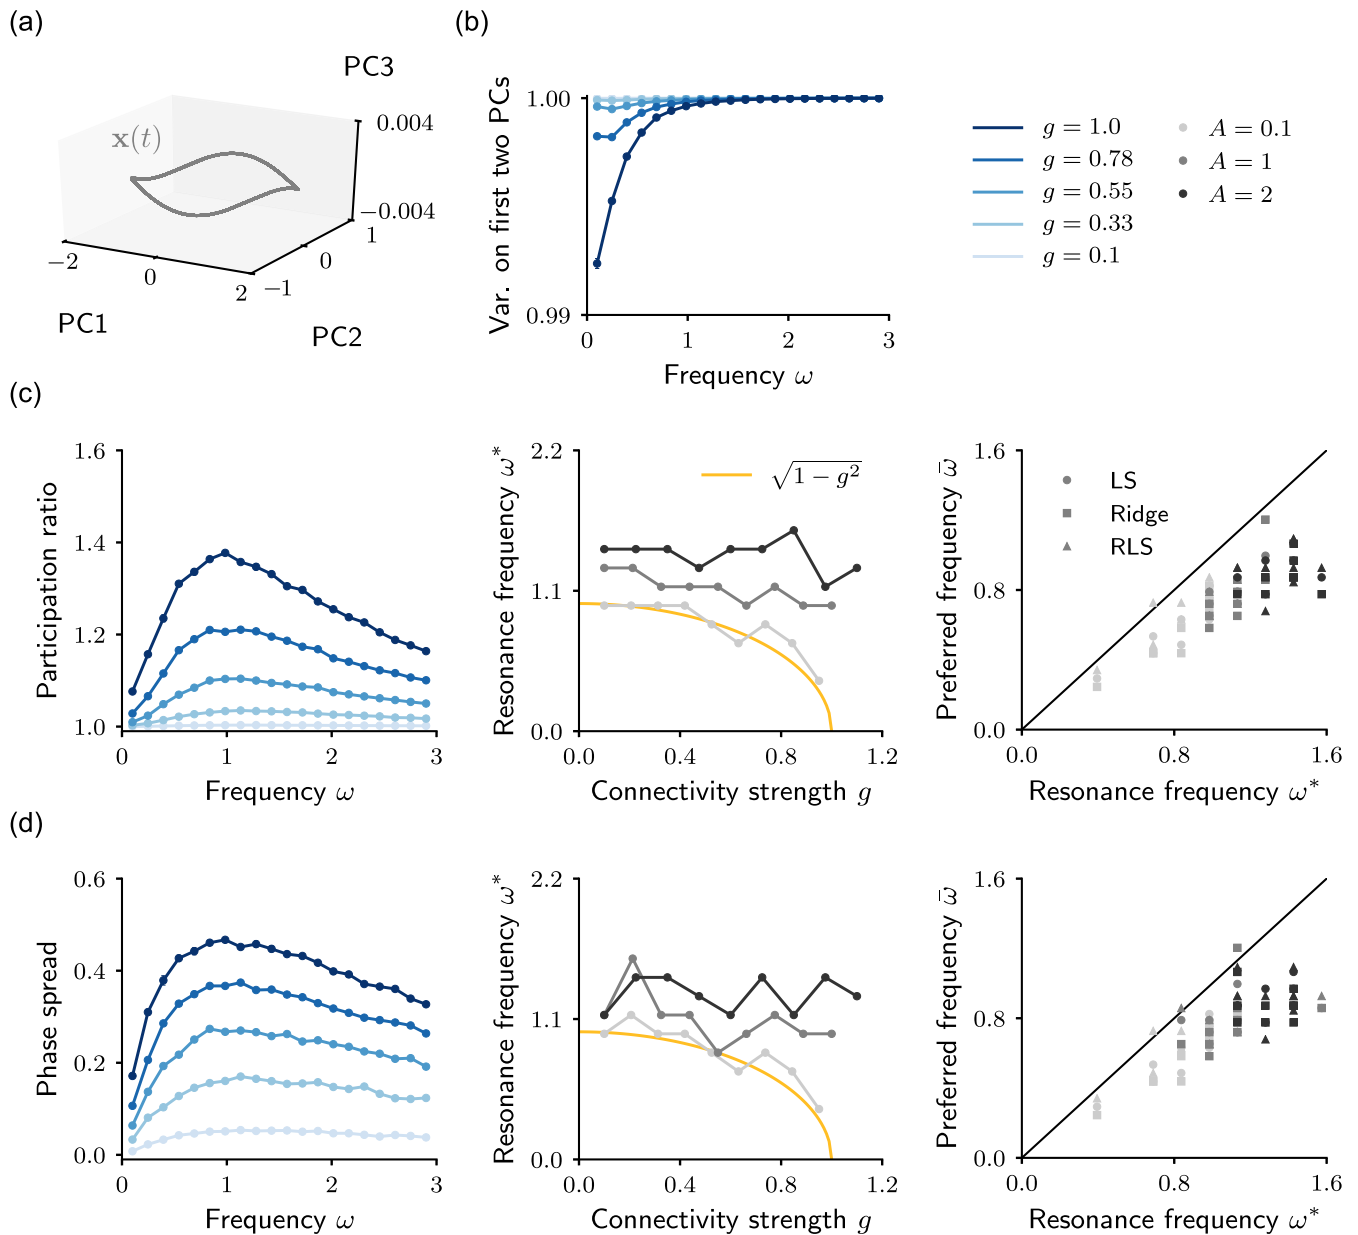 (a)
PC3
0.004
x(t)
−0.004
1
0
−1
−2
0
2
PC1
PC2
(b)
Var. on first two PCs
1.00
0.99
0
1
2
3
Frequency ω
g = 1.0
g = 0.78
g = 0.55
g = 0.33
g = 0.1
A = 0.1
A = 1
A = 2
(c)
Participation ratio
1.6
1.4
1.2
1.0
0
1
2
3
Frequency ω
Resonance frequency ω*
2.2
1.1
0.0
√1 − g²
0.0
0.4
0.8
1.2
Connectivity strength g
Preferred frequency ω̄
1.6
0.8
0.0
LS
Ridge
RLS
0.0
0.8
1.6
Resonance frequency ω*
(d)
Phase spread
0.6
0.4
0.2
0.0
0
1
2
3
Frequency ω
Resonance frequency ω*
2.2
1.1
0.0
0.0
0.4
0.8
1.2
Connectivity strength g
Preferred frequency ω̄
1.6
0.8
0.0
0.0
0.8
1.6
Resonance frequency ω*